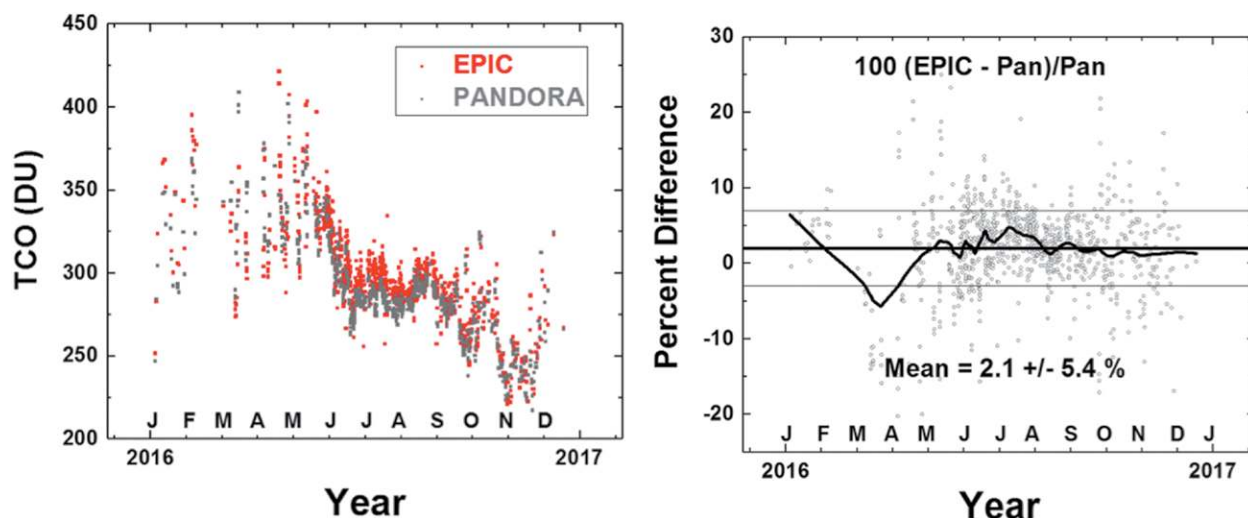 450
400
350
300
250
200
TCO (DU)
EPIC
PANDORA
J F M A M J J A S O N D
2016 2017
Year
30
20
10
0
-10
-20
Percent Difference
100 (EPIC - Pan)/Pan
Mean = 2.1 +/- 5.4 %
J F M A M J J A S O N D J
2016 2017
Year